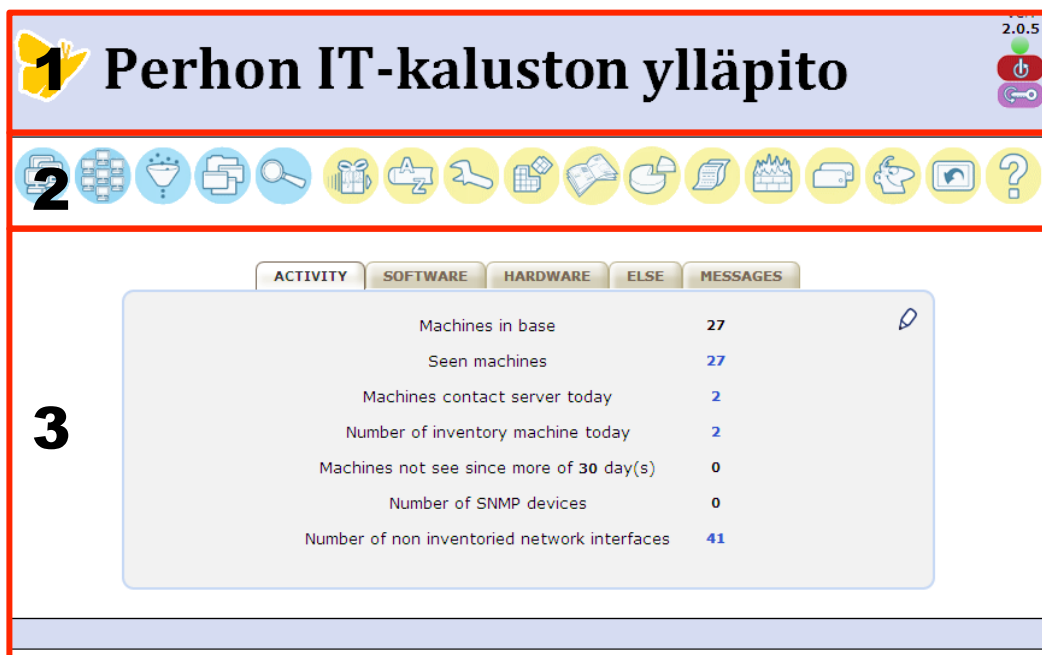 2.0.5
1 Perhon IT-kaluston ylläpito
2
A Z
ACTIVITY SOFTWARE HARDWARE ELSE MESSAGES
Machines in base 27
Seen machines 27
Machines contact server today 2
Number of inventory machine today 2
Machines not see since more of 30 day(s) 0
Number of SNMP devices 0
Number of non inventoried network interfaces 41
3